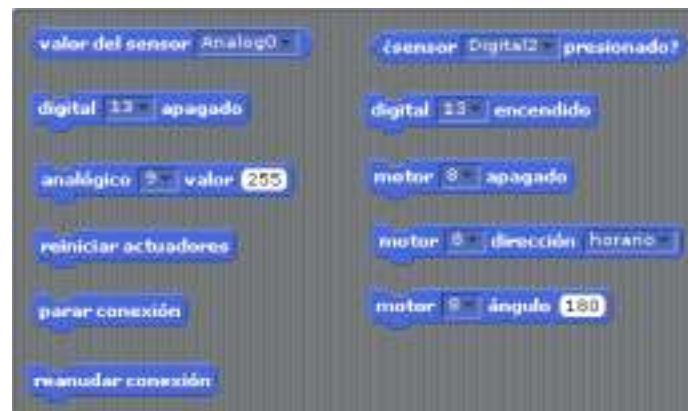 valor del sensor Analog0
¿sensor Digital2 presionado?
digital 13 apagado
digital 13 encendido
analógico 9 valor 255
motor 8 apagado
reiniciar actuadores
motor 8 dirección horario
parar conexión
motor 8 ángulo 180
reanudar conexión